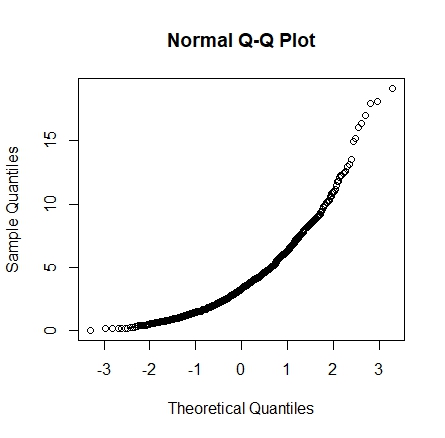 Normal Q-Q Plot
Sample Quantiles
15
10
5
0
-3 -2 -1 0 1 2 3
Theoretical Quantiles